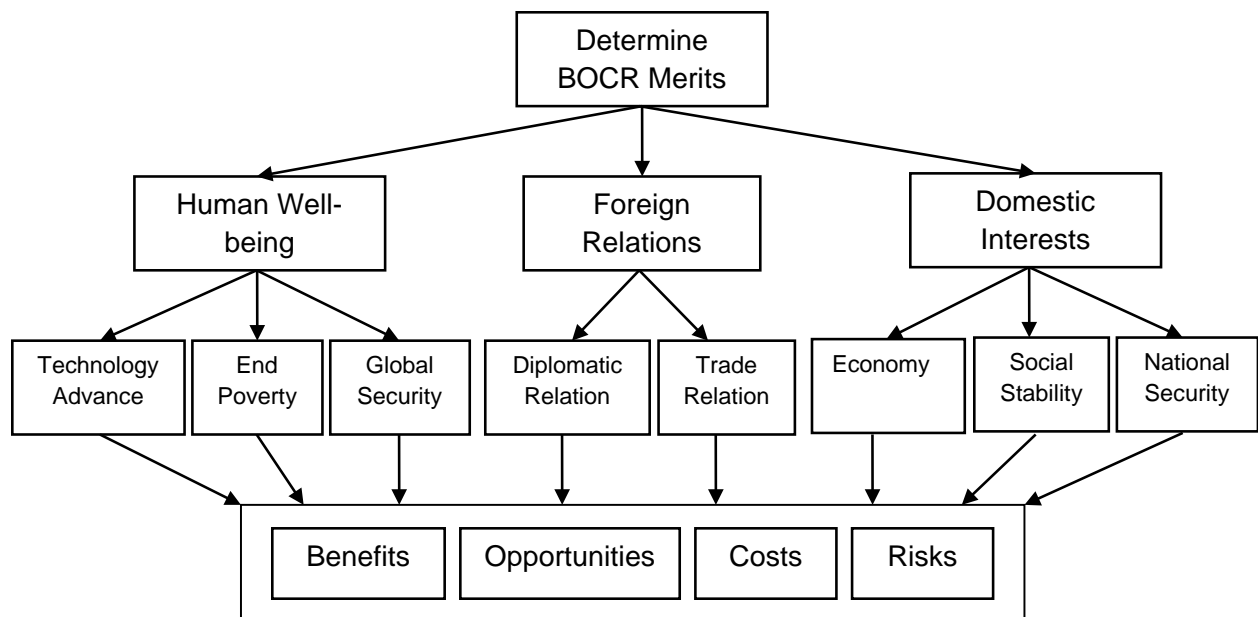 Determine
BOCR Merits
Human Well-
being
Foreign
Relations
Domestic
Interests
Technology
Advance
End
Poverty
Global
Security
Diplomatic
Relation
Trade
Relation
Economy
Social
Stability
National
Security
Benefits
Opportunities
Costs
Risks